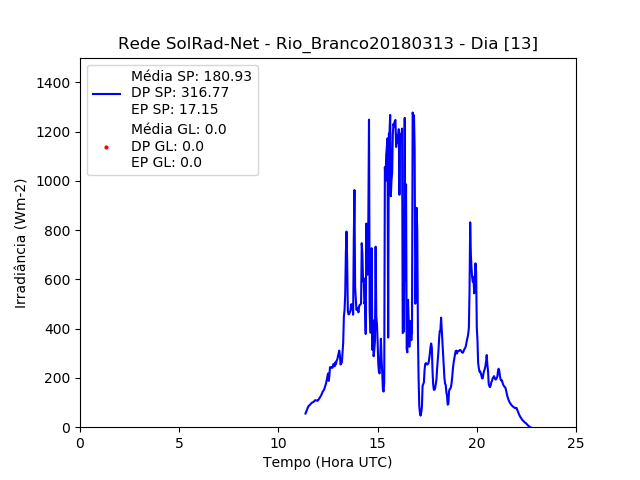 Rede SolRad-Net - Rio_Branco20180313 - Dia [13]
Média SP: 180.93
DP SP: 316.77
EP SP: 17.15
Média GL: 0.0
DP GL: 0.0
EP GL: 0.0
Irradiância (Wm-2)
1400
1200
1000
800
600
400
200
0
0 5 10 15 20 25
Tempo (Hora UTC)